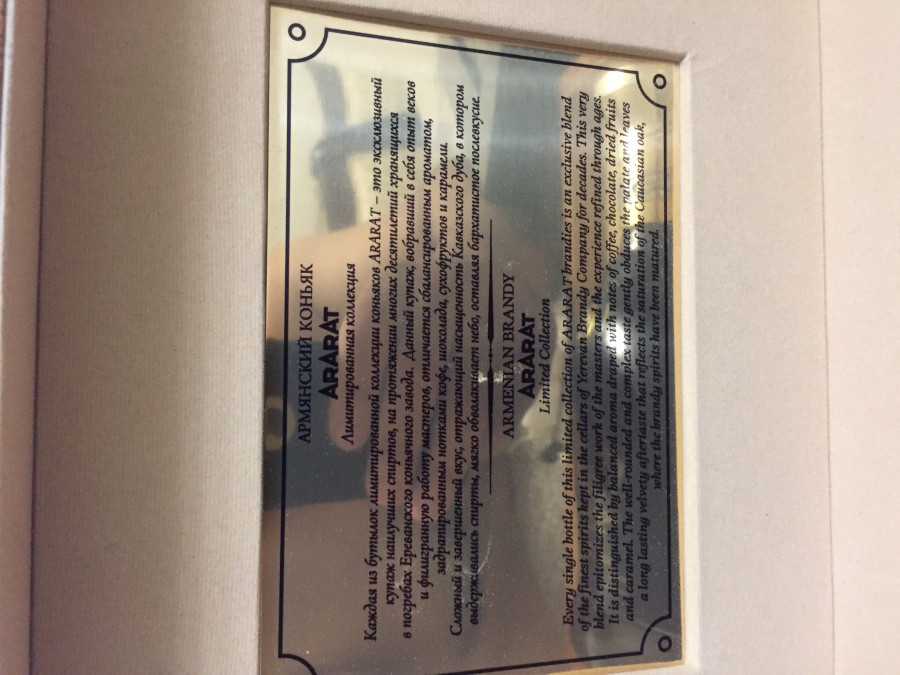 АРМЯНСКИЙ КОНЬЯК
ARARAT
Лимитированная коллекция
Каждая из бутылок лимитированной коллекции коньяков ARARAT – это эксклюзивный
купаж наилучших спиртов, на протяжении многих десятилетий хранящихся
в погребах Ереванского коньячного завода. Данный купаж, вобравший в себя опыт веков
и филигранную работу мастеров, отличается сбалансированным ароматом,
задрапированным нотками кофе, шоколада, сухофруктов и карамели.
Сложный и завершенный вкус, отражающий насыщенность Кавказского дуба, в котором
выдерживались спирты, мягко обволакивает небо, оставляя бархатистое послевкусие.
ARMENIAN BRANDY
ARARAT
Limited Collection
Every single bottle of this limited collection of ARARAT brandies is an exclusive blend
of the finest spirits kept in the cellars of Yerevan Brandy Company for decades. This very
blend epitomizes the filigree work of the masters and the experience refined through ages.
It is distinguished by balanced aroma draped with notes of coffee, chocolate, dried fruits
and caramel. The well-rounded and complex taste gently obduces the palate and leaves
a long lasting velvety aftertaste that reflects the saturation of the Caucasian oak,
where the brandy spirits have been matured.